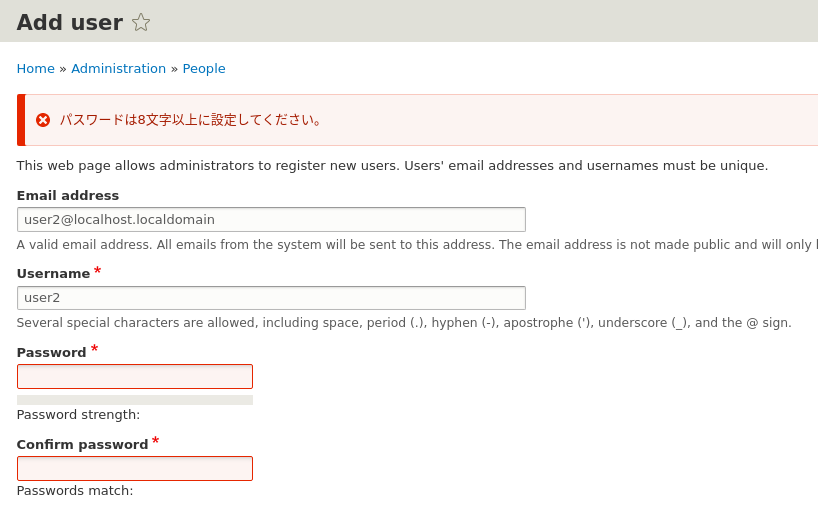 Add user
Home » Administration » People
パスワードは8文字以上に設定してください。
This web page allows administrators to register new users. Users' email addresses and usernames must be unique.
Email address
user2@localhost.localdomain
A valid email address. All emails from the system will be sent to this address. The email address is not made public and will only
Username *
user2
Several special characters are allowed, including space, period (.), hyphen (-), apostrophe ('), underscore (_), and the @ sign.
Password *
Password strength:
Confirm password *
Passwords match: